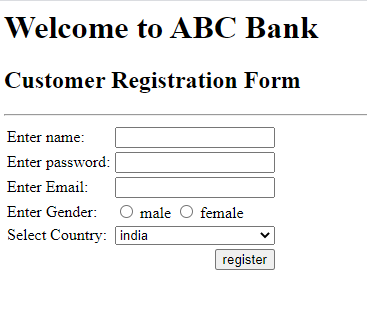 Welcome to ABC Bank
Customer Registration Form
Enter name:
Enter password:
Enter Email:
Enter Gender: male female
Select Country: india
register